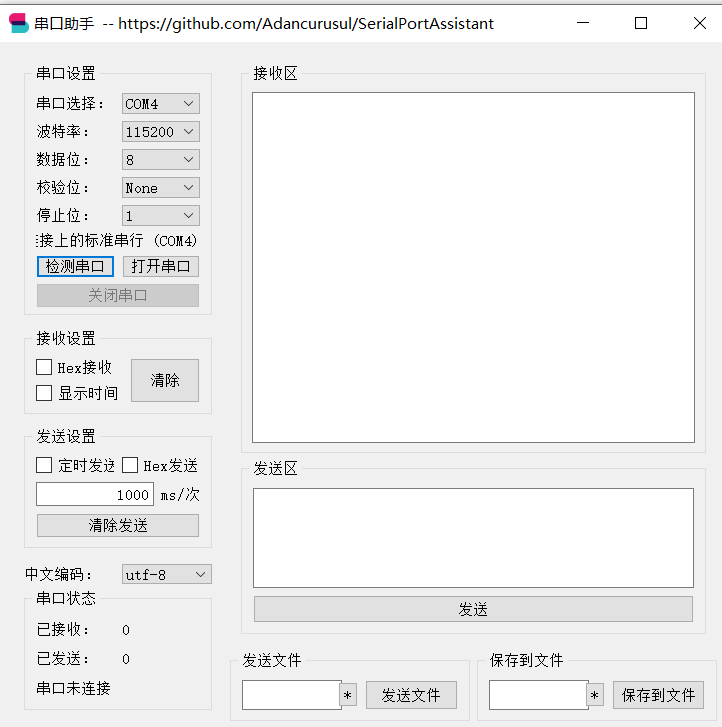 串口助手 -- https://github.com/Adancurusul/SerialPortAssistant
串口设置
串口选择： COM4
波特率： 115200
数据位： 8
校验位： None
停止位： 1
连接上的标准串行 (COM4)
检测串口 打开串口
关闭串口
接收设置
Hex接收
显示时间
清除
发送设置
定时发送 Hex发送
1000 ms/次
清除发送
中文编码： utf-8
串口状态
已接收： 0
已发送： 0
串口未连接
接收区
发送区
发送
发送文件
* 发送文件
保存到文件
* 保存到文件